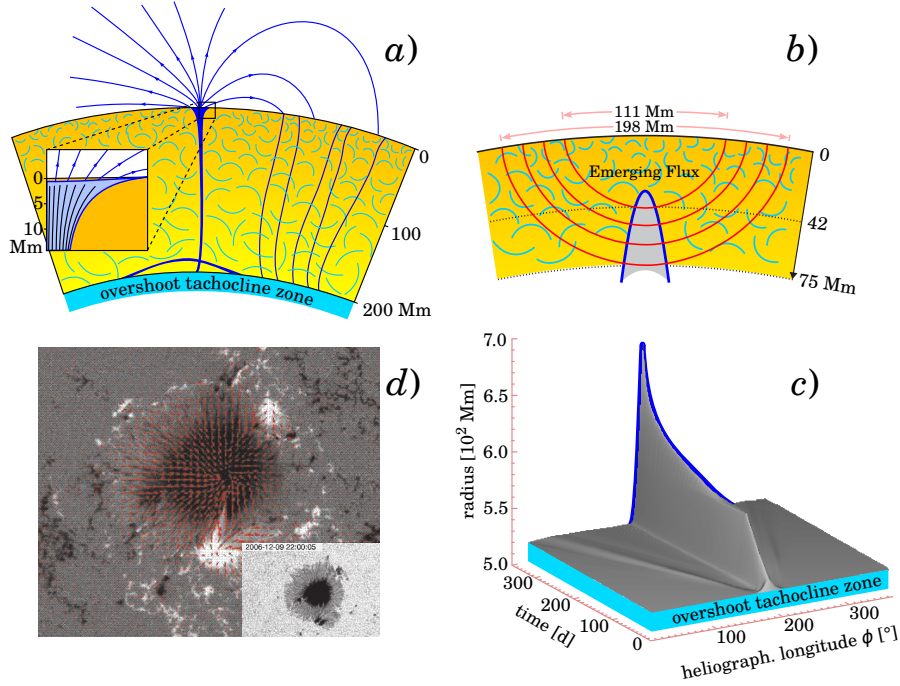 a)
0
5
10
Mm
0
100
200 Mm
overshoot tachocline zone
b)
111 Mm
198 Mm
Emerging Flux
0
42
75 Mm
d)
2006-12-09 22:00:05
c)
7.0
6.5
6.0
5.5
5.0
radius [10² Mm]
300
200
100
0
time [d]
overshoot tachocline zone
100
200
300
heliograph. longitude ϕ [°]